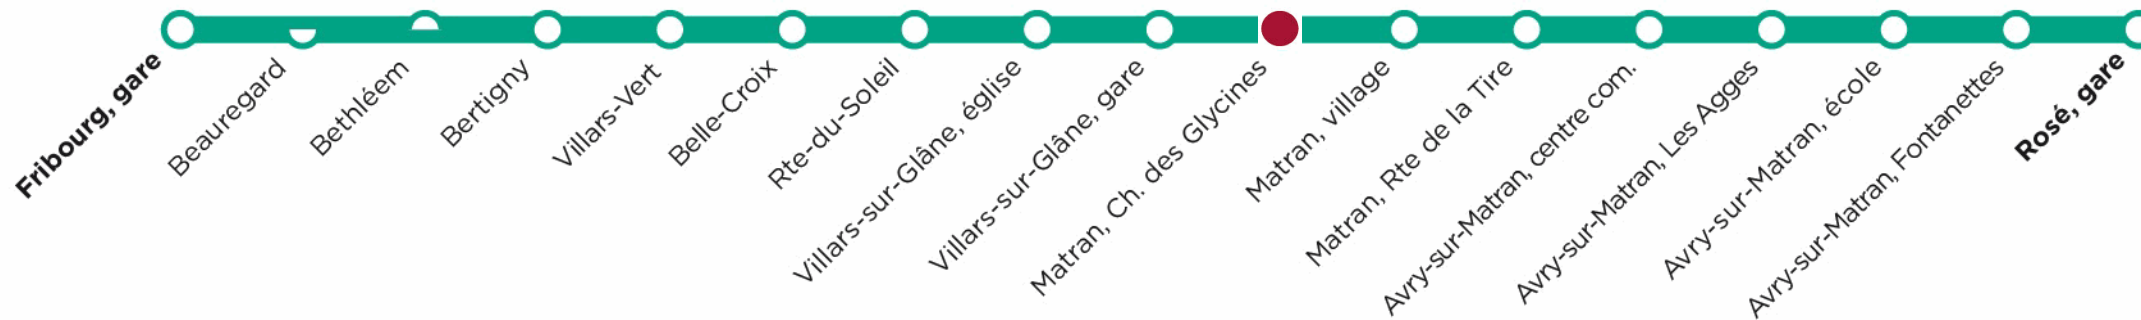 Fribourg, gare
Beauregard
Bethléem
Bertigny
Villars-Vert
Belle-Croix
Rte-du-Soleil
Villars-sur-Glâne, église
Villars-sur-Glâne, gare
Matran, Ch. des Glycines
Matran, village
Matran, Rte de la Tire
Avry-sur-Matran, centre com.
Avry-sur-Matran, Les Agges
Avry-sur-Matran, école
Avry-sur-Matran, Fontanettes
Rosé, gare